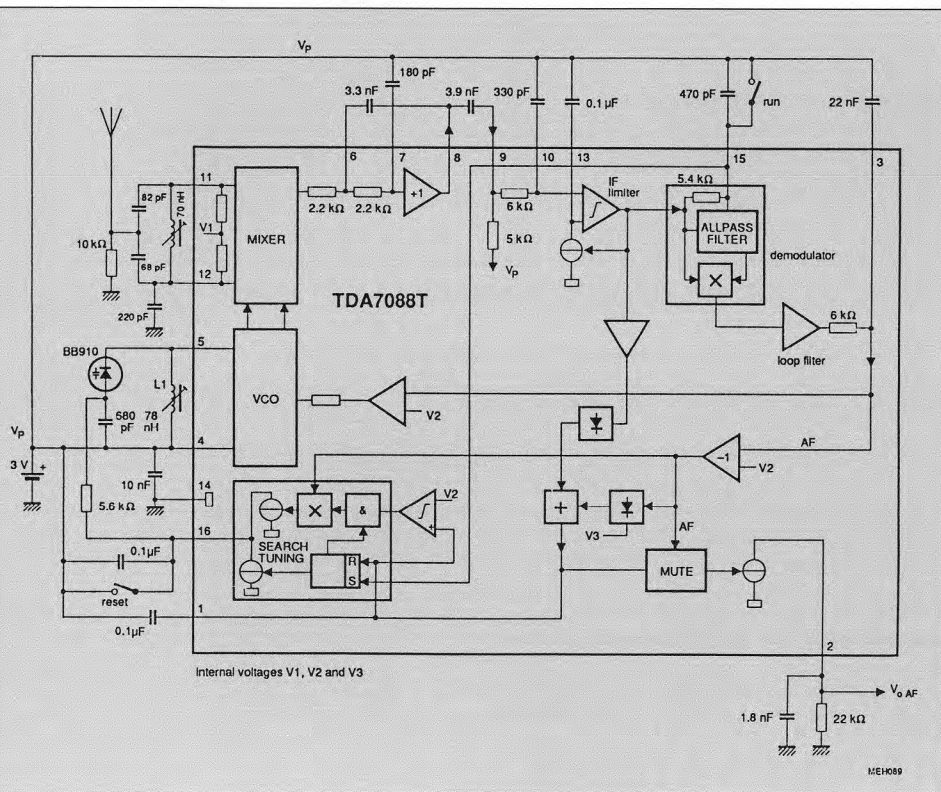 VP
180 pF
3.3 nF
3.9 nF
330 pF
0.1 µF
470 pF
run
22 nF
6
7
8
9
10
13
15
3
11
82 pF
70 nH
V1
10 kΩ
68 pF
12
220 pF
MIXER
2.2 kΩ
2.2 kΩ
+1
6 kΩ
5 kΩ
VP
IF
limiter
5.4 kΩ
ALLPASS
FILTER
demodulator
×
TDA7088T
6 kΩ
loop filter
BB910
5
L1
580
pF
78
nH
VCO
V2
VP
4
3 V
+
10 nF
14
5.6 kΩ
16
0.1µF
reset
1
0.1µF
AF
–1
V2
V2
×
&
+
SEARCH
TUNING
R
S
+
V3
AF
MUTE
2
Internal voltages V1, V2 and V3
Vo AF
1.8 nF
22 kΩ
MEH089